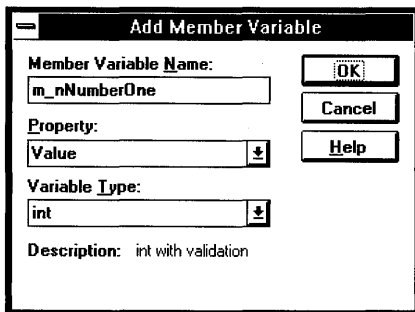 Add Member Variable
Member Variable Name:
m_nNumberOne
Property:
Value
Variable Type:
int
Description: int with validation
OK
Cancel
Help